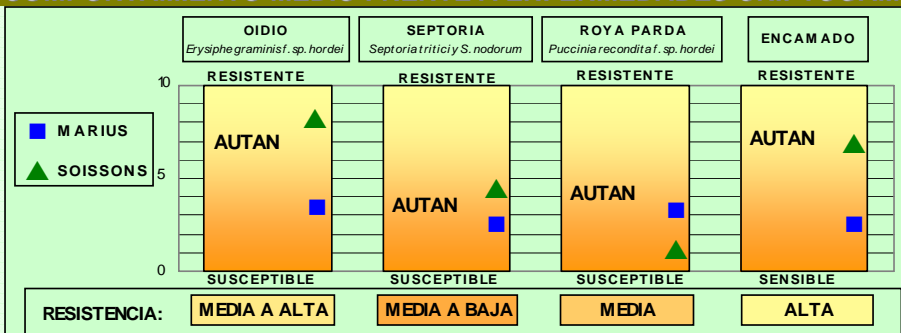 OIDIO
Erysiphe graminis f. sp. hordei
SEPTORIA
Septoria tritici y S. nodorum
ROYA PARDA
Puccinia recondita f. sp. hordei
ENCAMADO
RESISTENTE RESISTENTE RESISTENTE RESISTENTE
10
5
0
MARIUS
SOISSONS
AUTAN
AUTAN
AUTAN
AUTAN
SUSCEPTIBLE SUSCEPTIBLE SUSCEPTIBLE SENSIBLE
RESISTENCIA: MEDIA A ALTA MEDIA A BAJA MEDIA ALTA